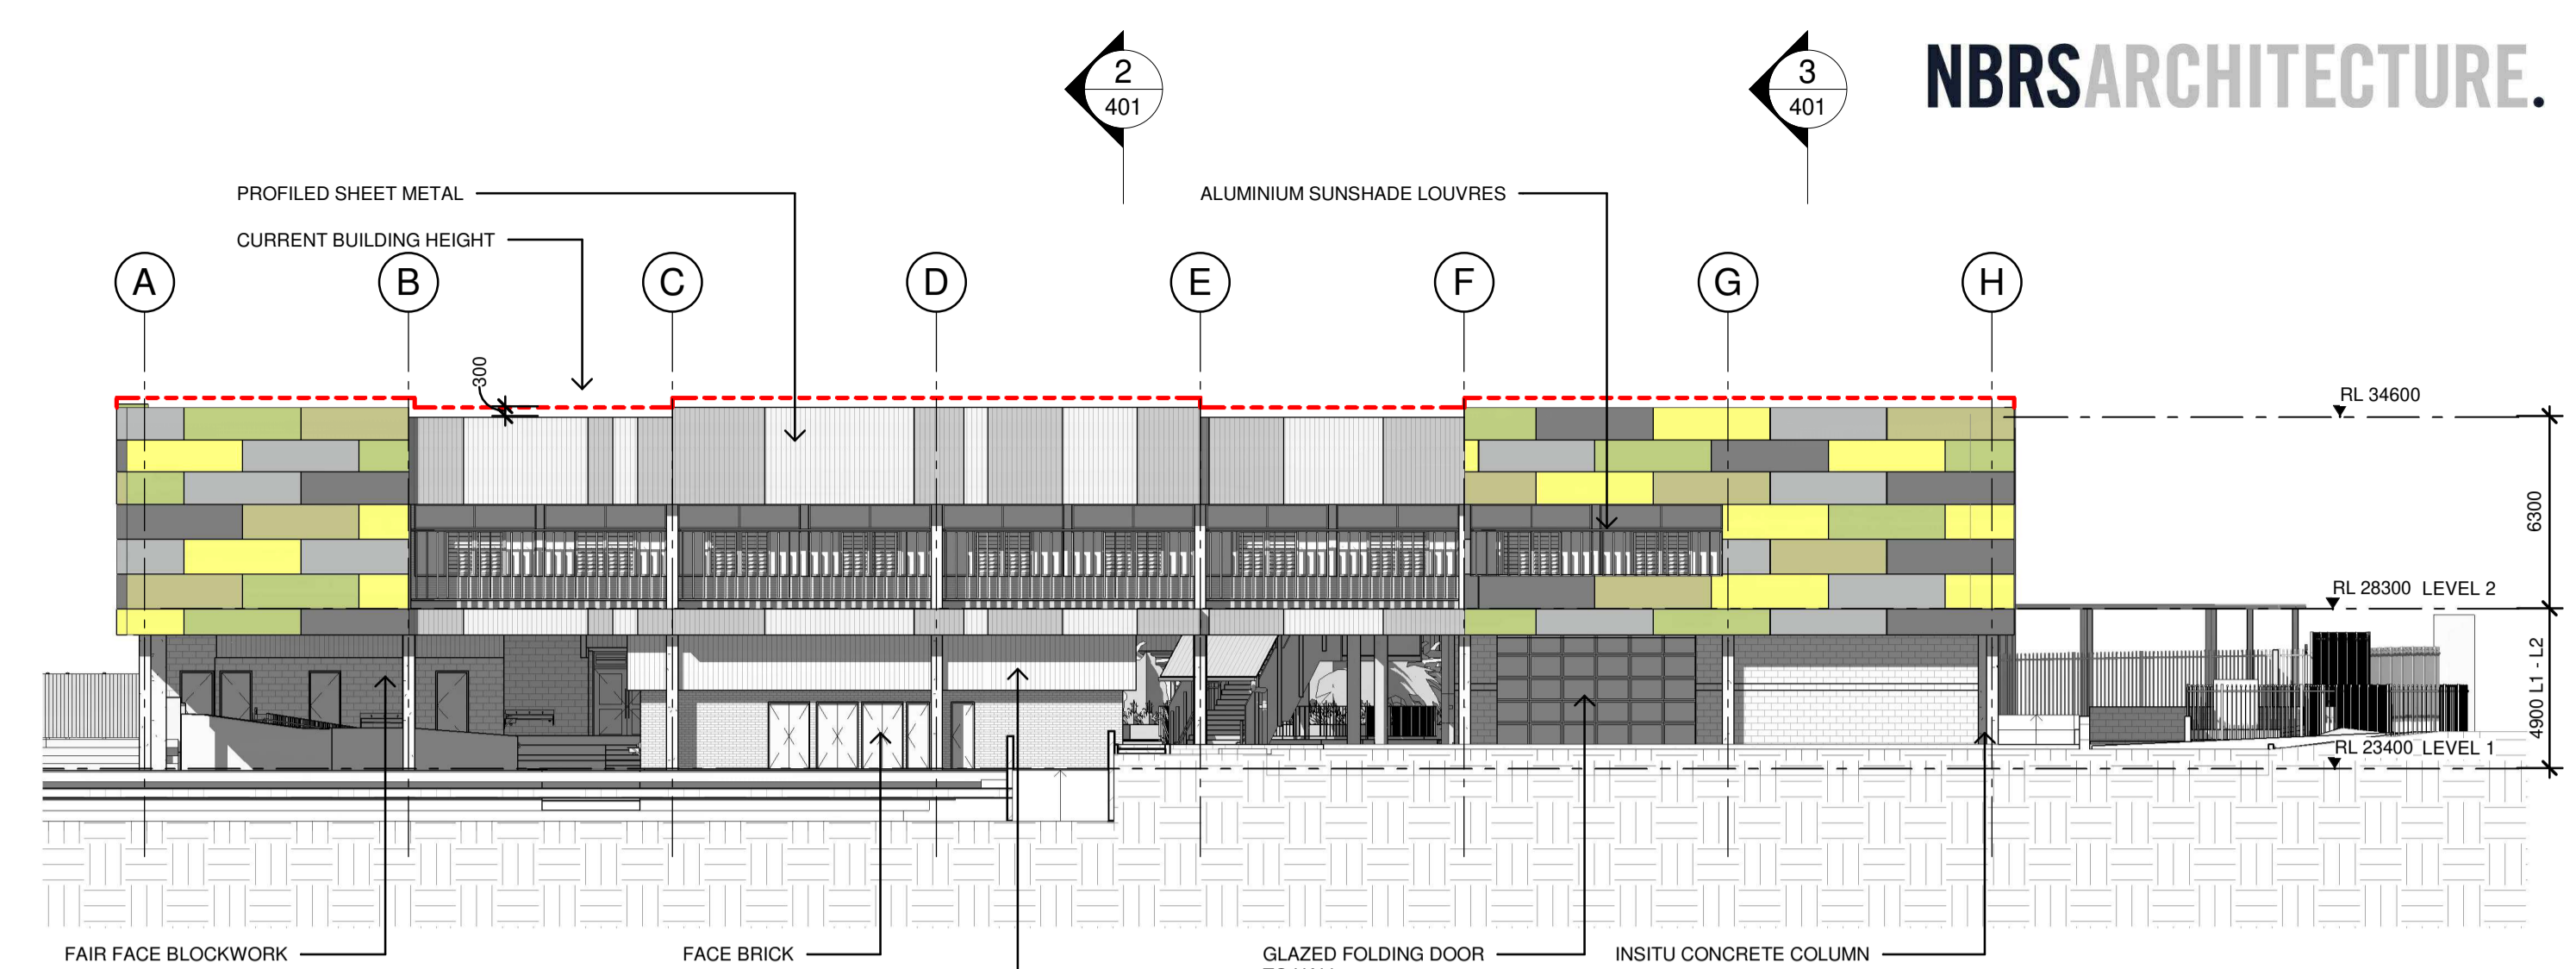 2
401
3
401
NBRSARCHITECTURE.
PROFILED SHEET METAL
ALUMINIUM SUNSHADE LOUVRES
CURRENT BUILDING HEIGHT
A
B
C
D
E
F
G
H
300
RL 34600
6300
RL 28300 LEVEL 2
4900 L1 - L2
RL 23400 LEVEL 1
FAIR FACE BLOCKWORK
FACE BRICK
GLAZED FOLDING DOOR
INSITU CONCRETE COLUMN